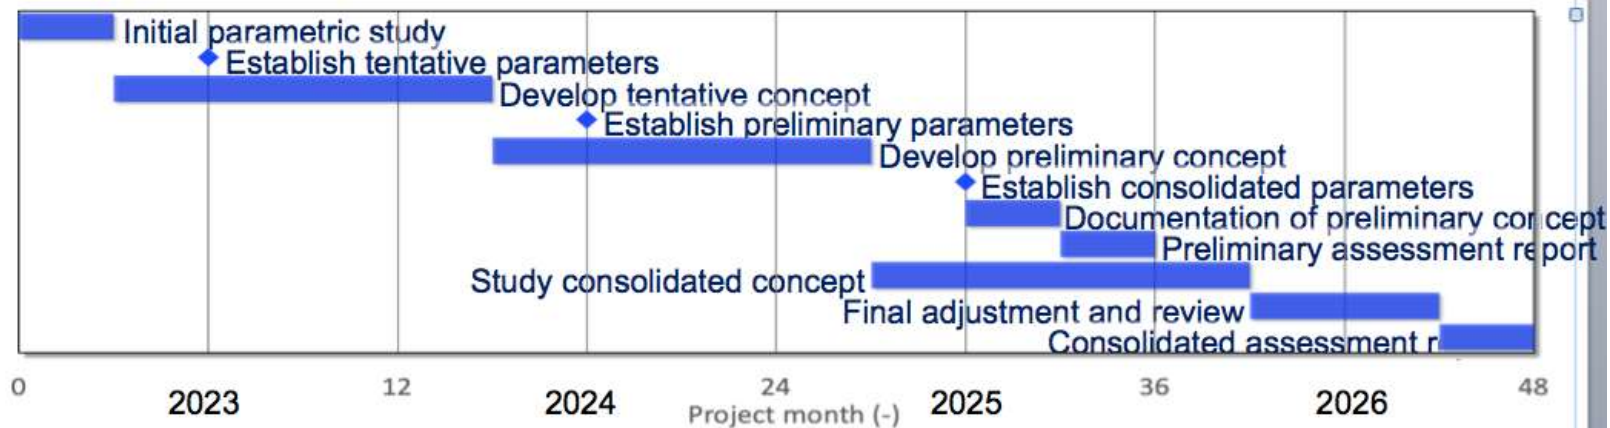 Initial parametric study
Establish tentative parameters
Develop tentative concept
Establish preliminary parameters
Develop preliminary concept
Establish consolidated parameters
Documentation of preliminary concept
Preliminary assessment report
Study consolidated concept
Final adjustment and review
Consolidated assessment r
0 12 24 36 48
2023 2024 2025 2026
Project month (-)